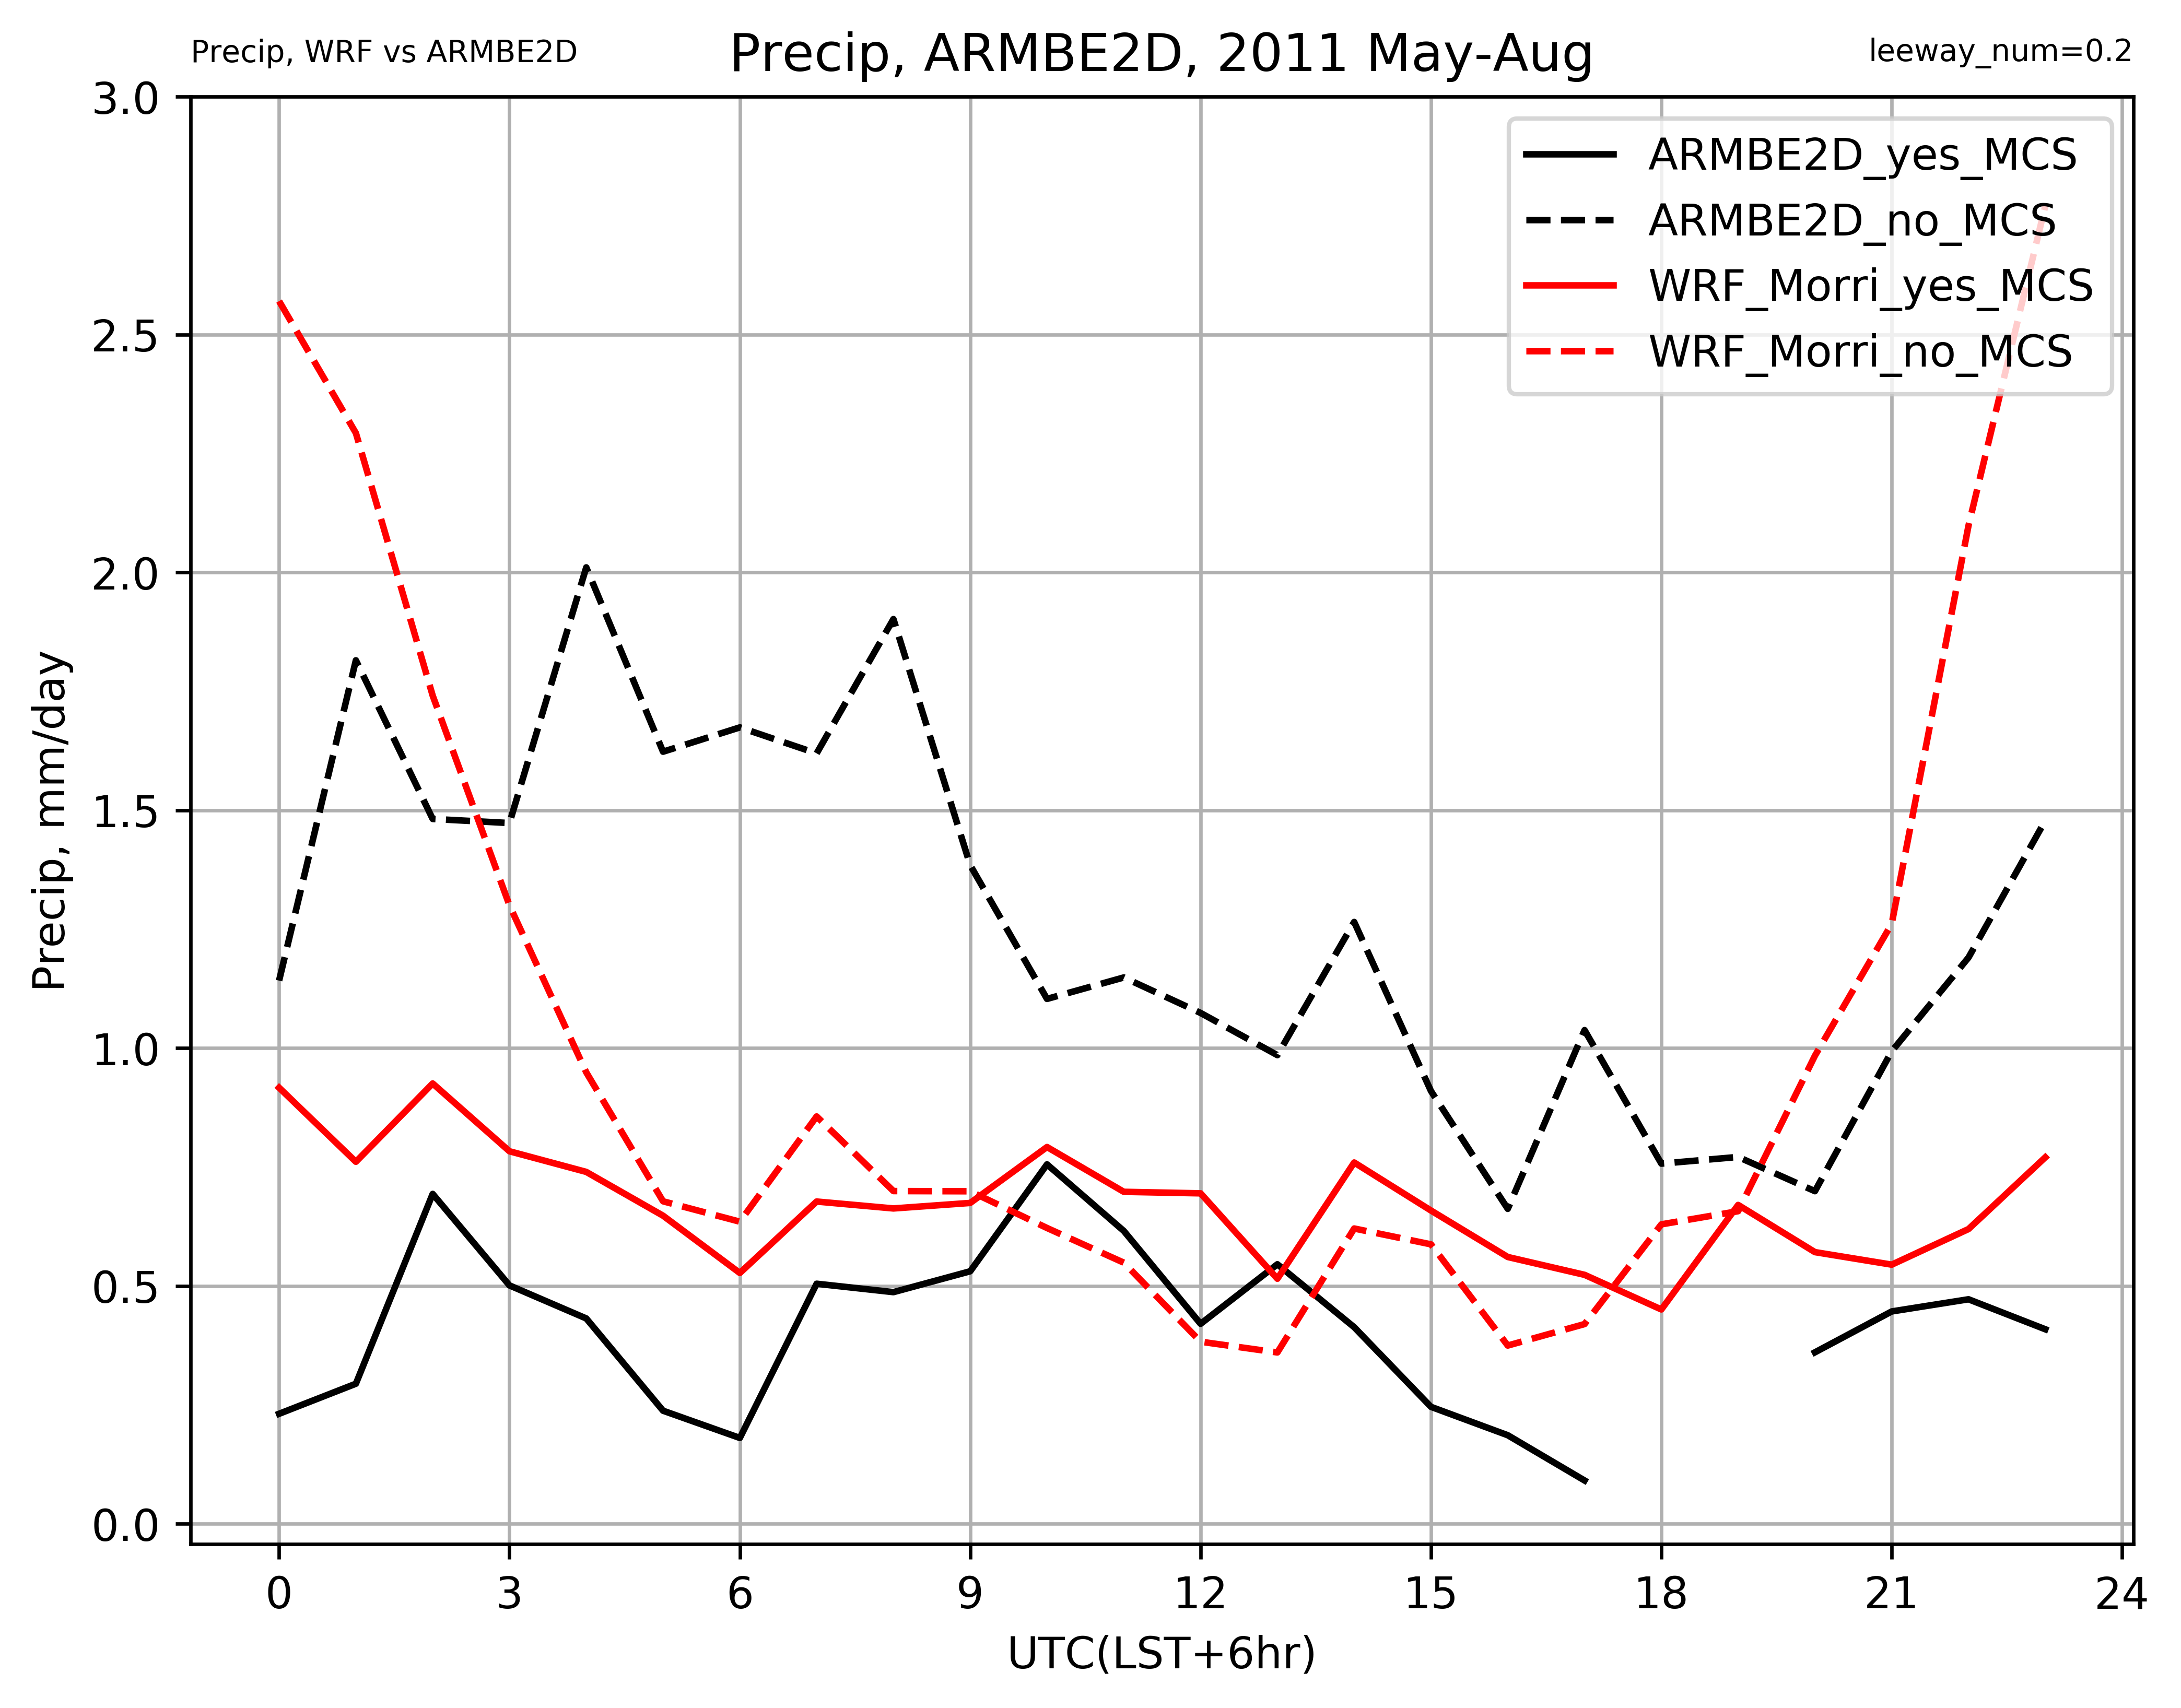 Precip, WRF vs ARMBE2D
Precip, ARMBE2D, 2011 May-Aug
leeway_num=0.2
ARMBE2D_yes_MCS
ARMBE2D_no_MCS
WRF_Morri_yes_MCS
WRF_Morri_no_MCS
Precip, mm/day
3.0
2.5
2.0
1.5
1.0
0.5
0.0
0 3 6 9 12 15 18 21 24
UTC(LST+6hr)